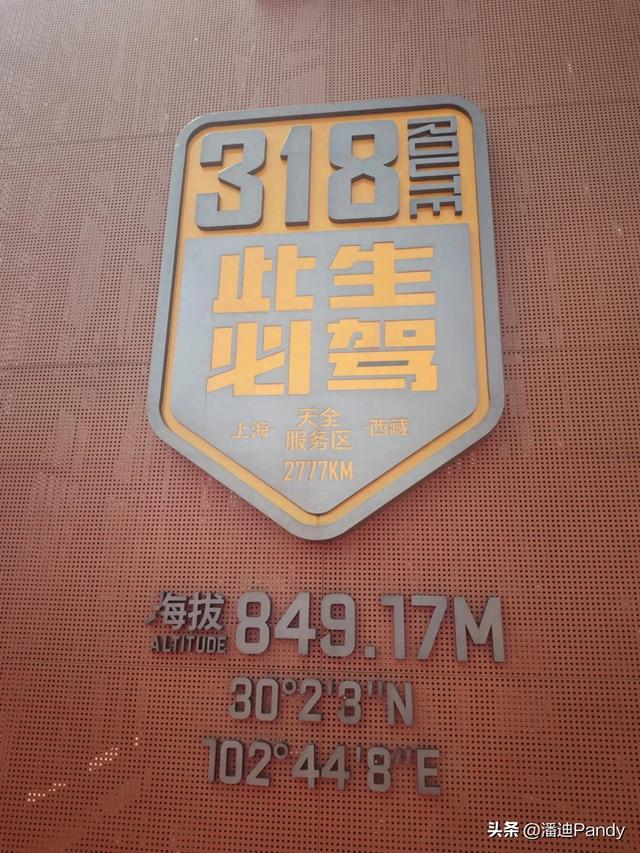 318 ROUTE
此生
必驾
上海-天全服务区-西藏
2777KM
海拔 849.17M
ALTITUDE
30°2'3"N
102°44'8"E
头条 @潘迪Pandy